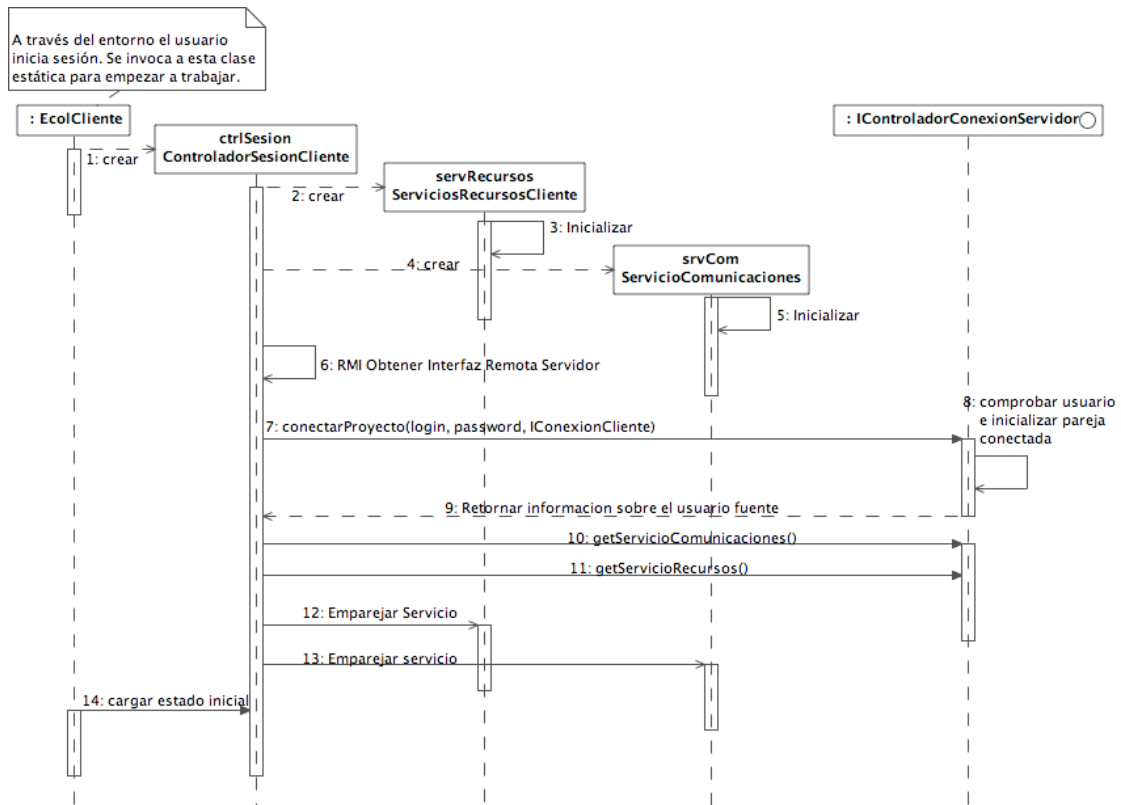 A través del entorno el usuario
inicia sesión. Se invoca a esta clase
estática para empezar a trabajar.
: EcolCliente
: IControladorConexionServidor
ctrlSesion
ControladorSesionCliente
1: crear
servRecursos
ServiciosRecursosCliente
2: crear
3: Inicializar
4: crear
srvCom
ServicioComunicaciones
5: Inicializar
6: RMI Obtener Interfaz Remota Servidor
8: comprobar usuario
e inicializar pareja
conectada
7: conectarProyecto(login, password, IConexionCliente)
9: Retornar informacion sobre el usuario fuente
10: getServicioComunicaciones()
11: getServicioRecursos()
12: Emparejar Servicio
13: Emparejar servicio
14: cargar estado inicial